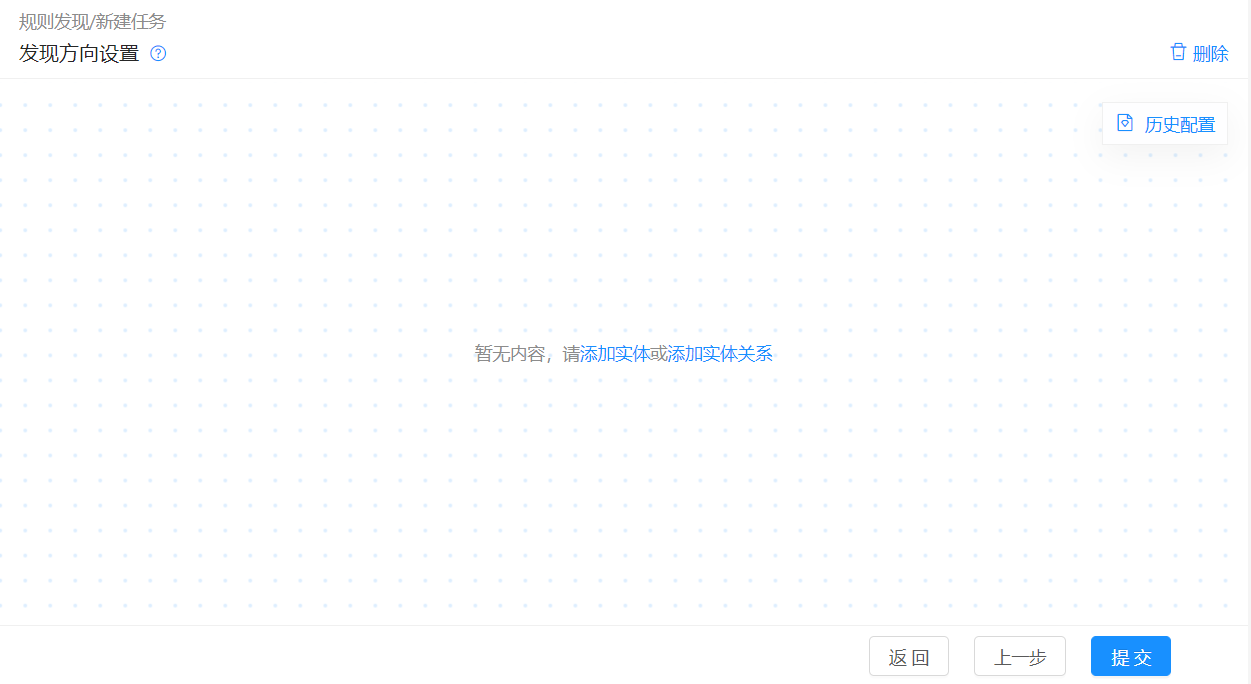 规则发现/新建任务
发现方向设置
删除
历史配置
暂无内容，请添加实体或添加实体关系
返 回
上一步
提 交